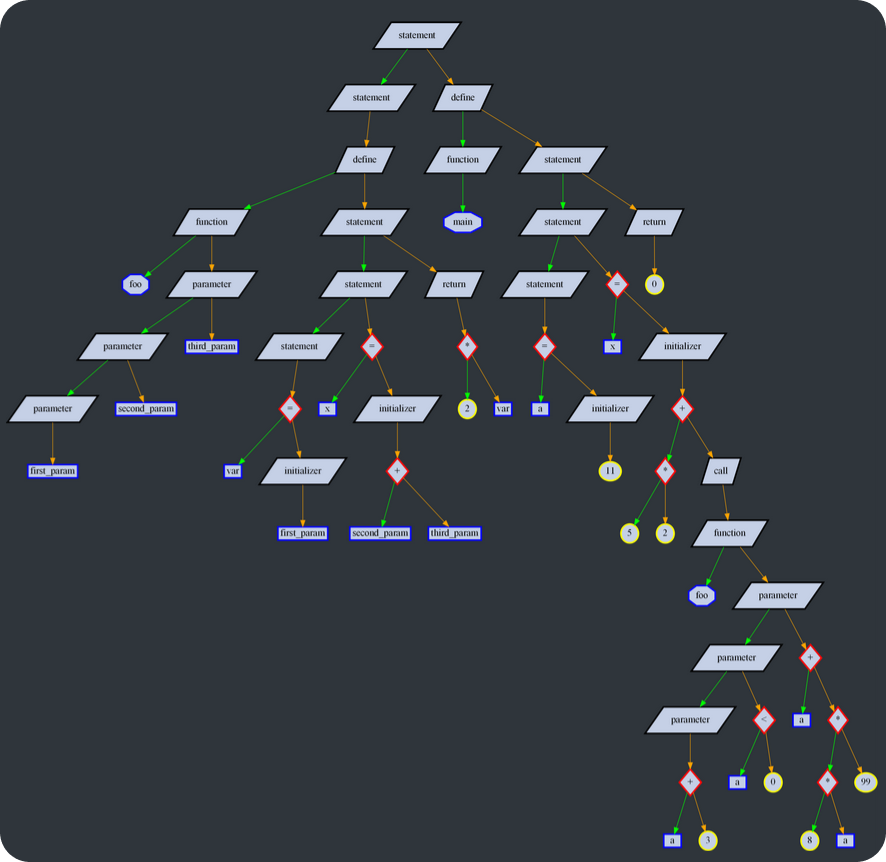 statement
statement define
define function statement
function statement main statement return
foo parameter statement return statement = 0
parameter third_param statement = * = x initializer
parameter second_param = x initializer 2 var a initializer +
first_param var initializer + 11 * call
first_param second_param third_param 5 2 function
foo parameter
parameter +
parameter < a *
+ a 0 * 99
a 3 8 a